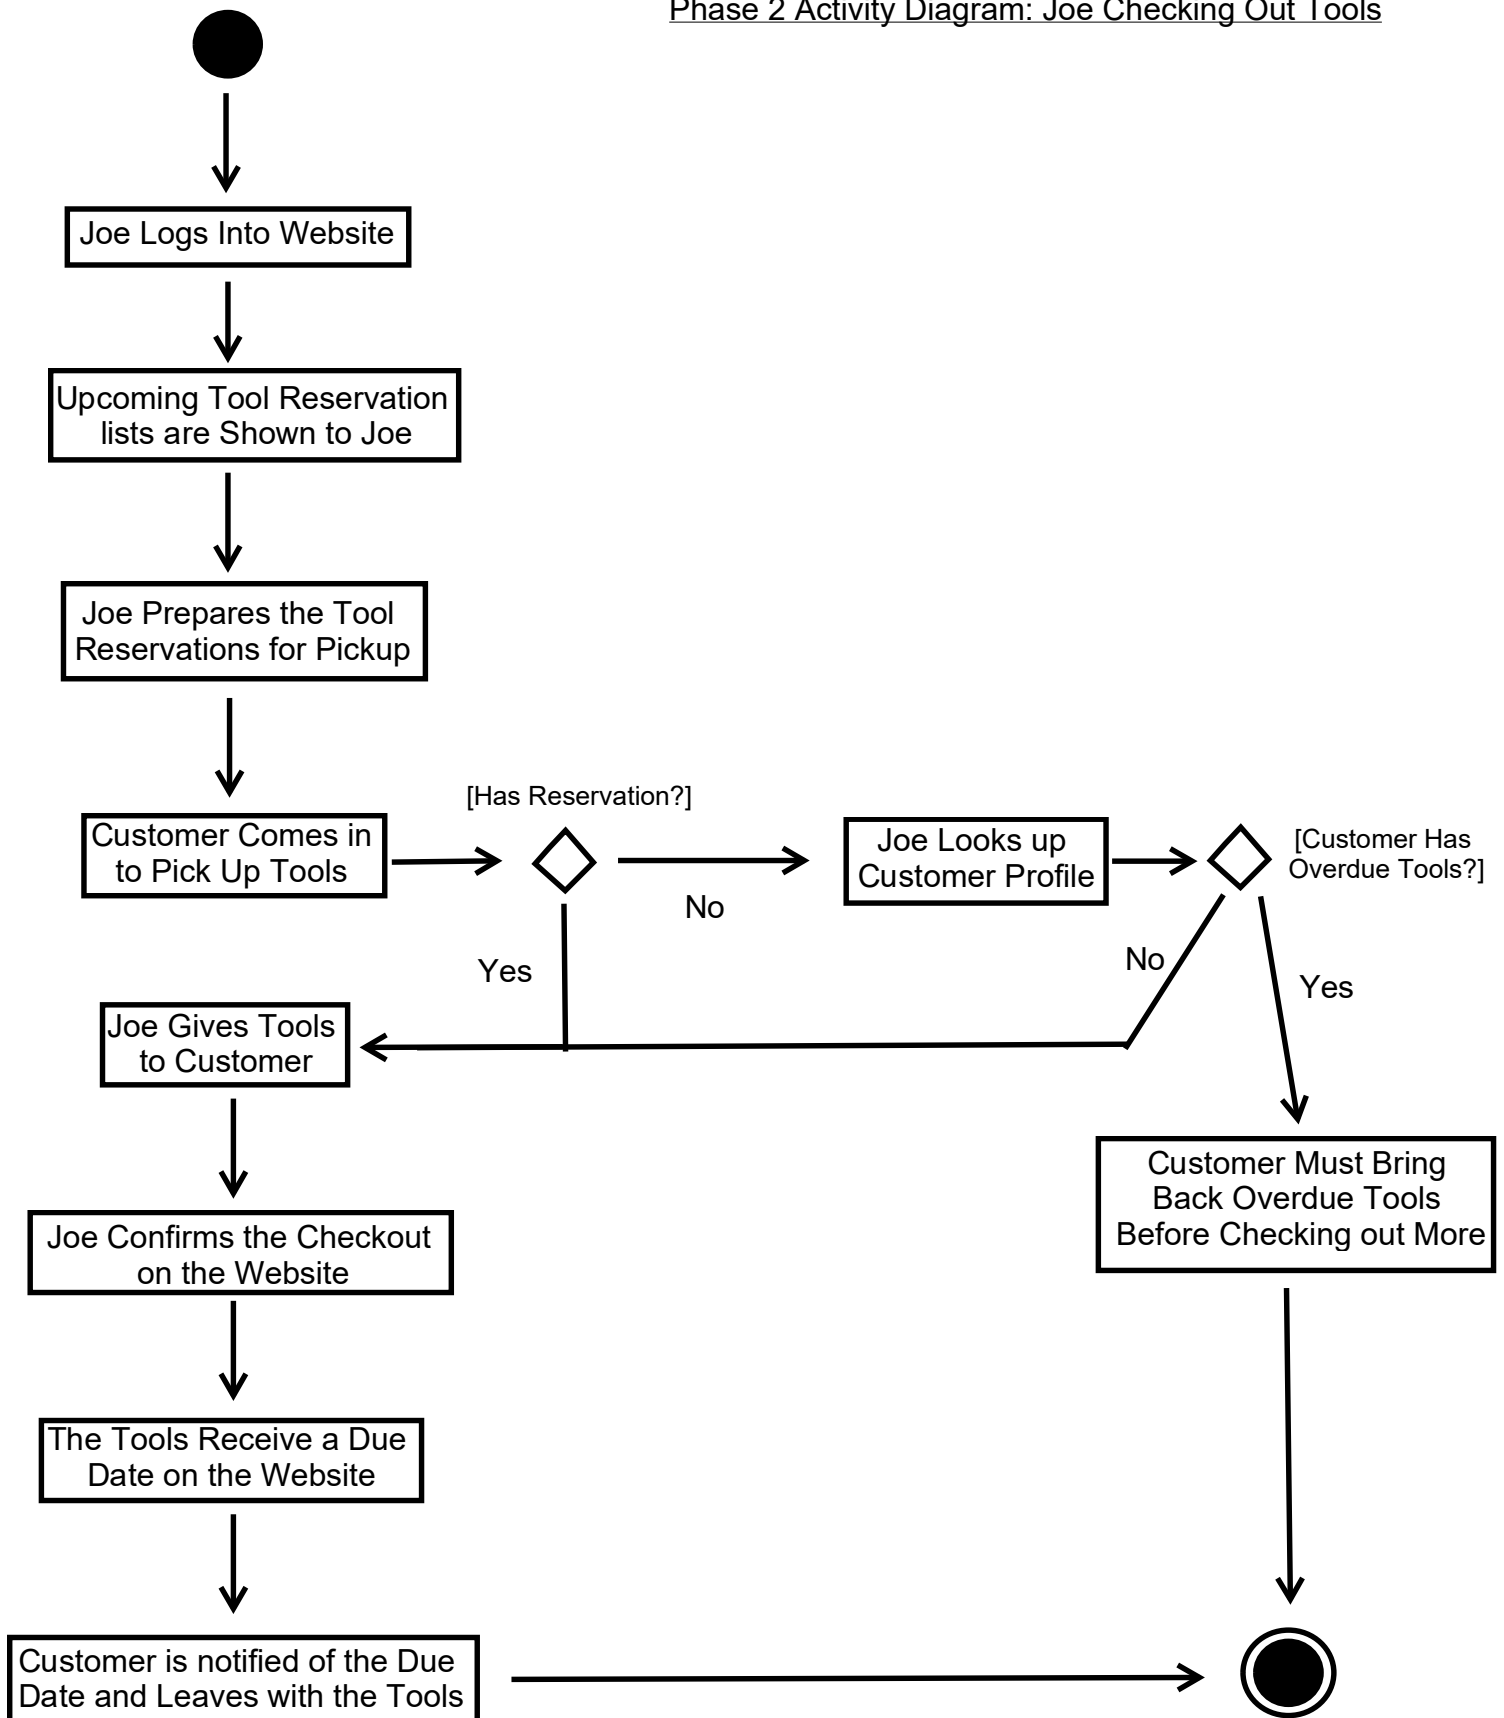 Phase 2 Activity Diagram: Joe Checking Out Tools
Joe Logs Into Website
Upcoming Tool Reservation
lists are Shown to Joe
Joe Prepares the Tool
Reservations for Pickup
Customer Comes in
to Pick Up Tools
[Has Reservation?]
No
Yes
Joe Looks up
Customer Profile
[Customer Has
Overdue Tools?]
No
Yes
Joe Gives Tools
to Customer
Customer Must Bring
Back Overdue Tools
Before Checking out More
Joe Confirms the Checkout
on the Website
The Tools Receive a Due
Date on the Website
Customer is notified of the Due
Date and Leaves with the Tools